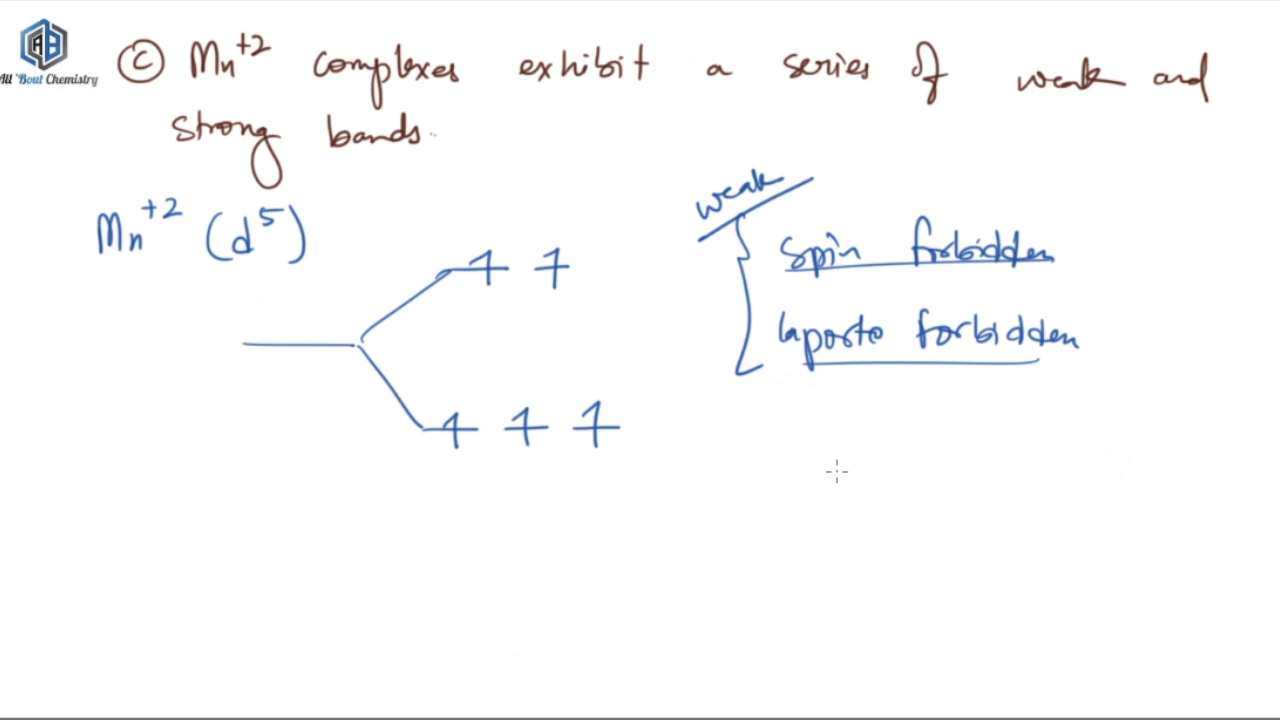 AB
All 'Bout Chemistry
© Mn+2 complexes exhibit a series of weak and
strong bands.
Mn+2 (d5)
weak
spin forbidden
laporte forbidden